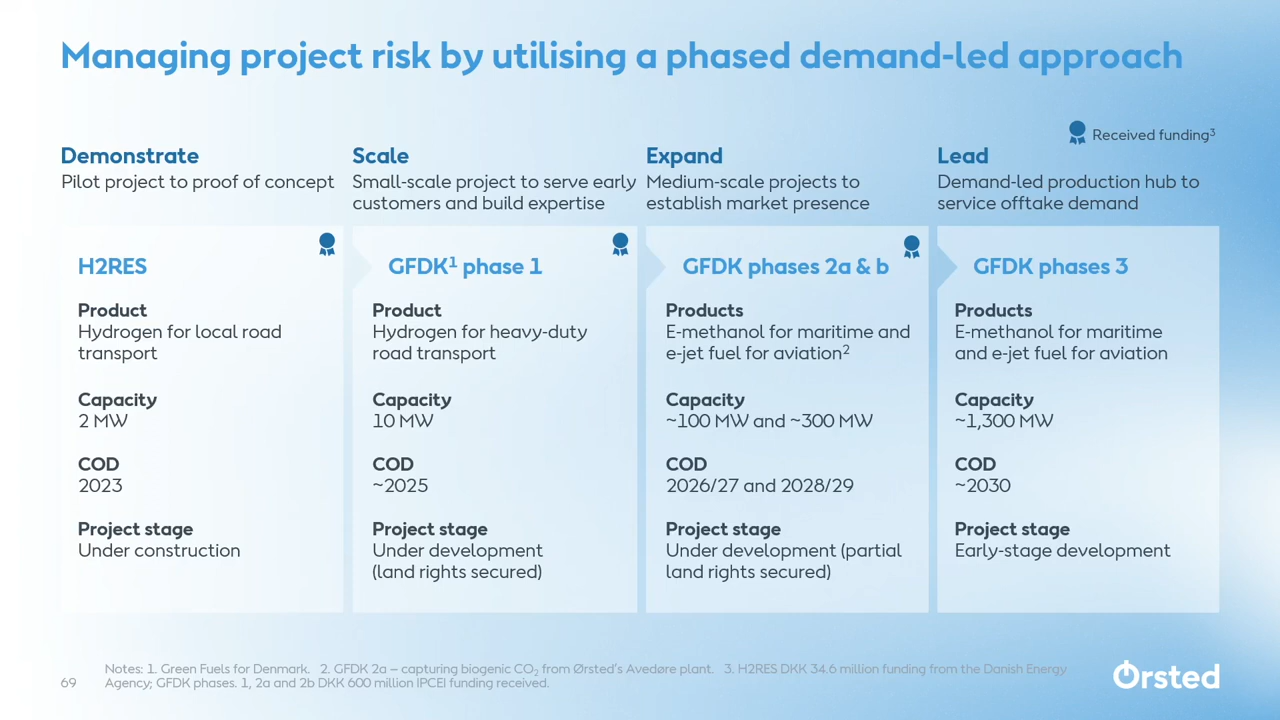 Managing project risk by utilising a phased demand-led approach
Received funding³
Demonstrate
Pilot project to proof of concept
Scale
Small-scale project to serve early
customers and build expertise
Expand
Medium-scale projects to
establish market presence
Lead
Demand-led production hub to
service offtake demand
H2RES
Product
Hydrogen for local road
transport
Capacity
2 MW
COD
2023
Project stage
Under construction
GFDK¹ phase 1
Product
Hydrogen for heavy-duty
road transport
Capacity
10 MW
COD
~2025
Project stage
Under development
(land rights secured)
GFDK phases 2a & b
Products
E-methanol for maritime and
e-jet fuel for aviation²
Capacity
~100 MW and ~300 MW
COD
2026/27 and 2028/29
Project stage
Under development (partial
land rights secured)
GFDK phases 3
Products
E-methanol for maritime
and e-jet fuel for aviation
Capacity
~1,300 MW
COD
~2030
Project stage
Early-stage development
Notes: 1. Green Fuels for Denmark. 2. GFDK 2a – capturing biogenic CO₂ from Ørsted's Avedøre plant. 3. H2RES DKK 34.6 million funding from the Danish Energy
Agency; GFDK phases. 1, 2a and 2b DKK 600 million IPCEI funding received.
69
Ørsted